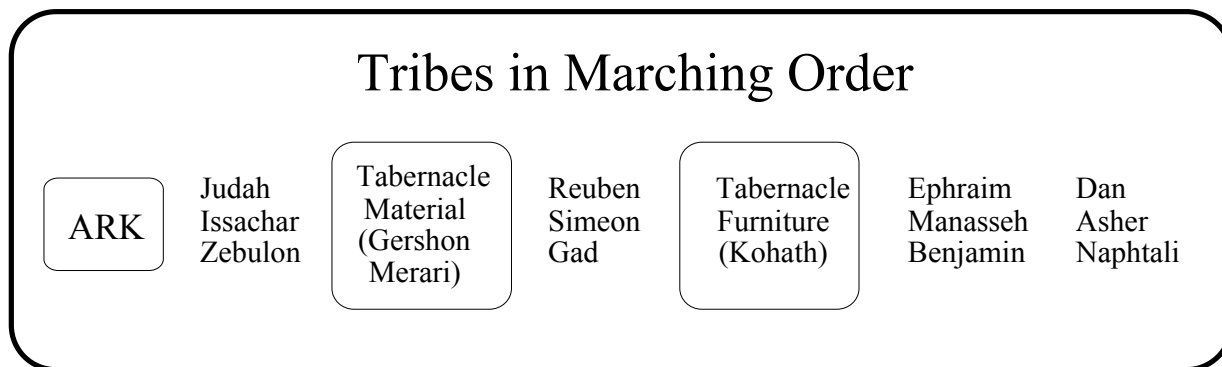 Tribes in Marching Order
ARK
Judah
Issachar
Zebulon
Tabernacle
Material
(Gershon
Merari)
Reuben
Simeon
Gad
Tabernacle
Furniture
(Kohath)
Ephraim
Manasseh
Benjamin
Dan
Asher
Naphtali